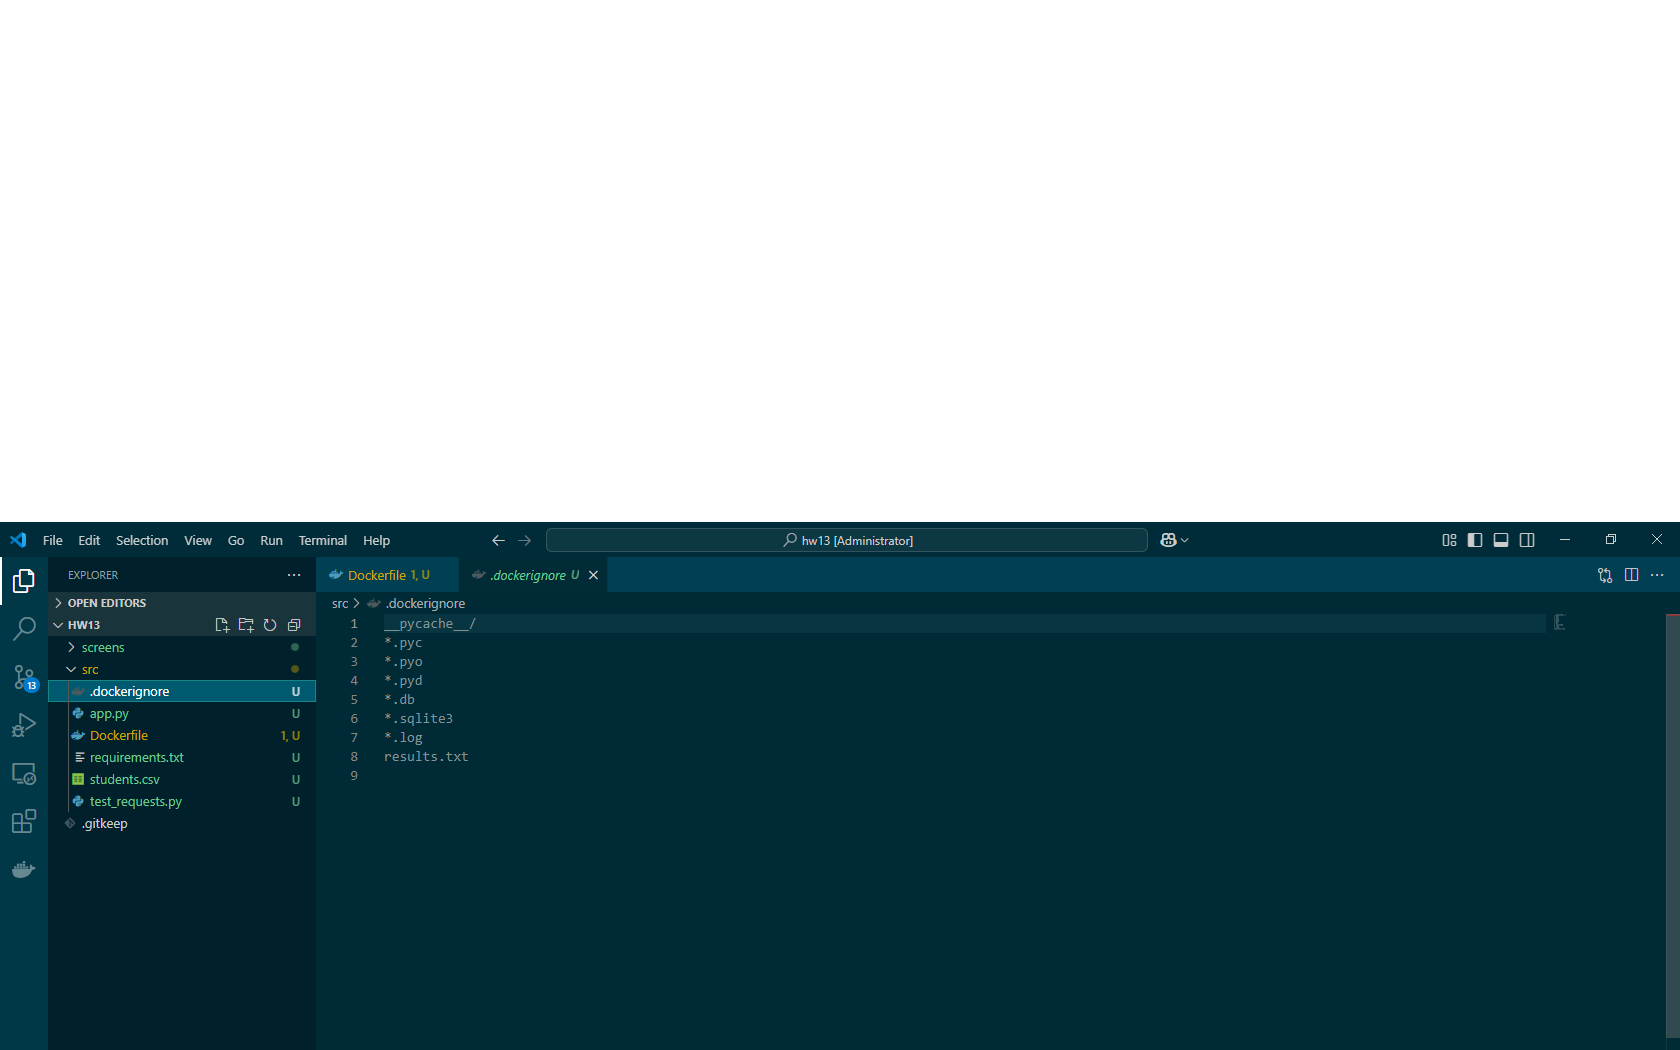 File Edit Selection View Go Run Terminal Help
hw13 [Administrator]
EXPLORER
Dockerfile 1, U
.dockerignore U
OPEN EDITORS
src > .dockerignore
HW13
screens
src
.dockerignore U
app.py U
Dockerfile 1, U
requirements.txt U
students.csv U
test_requests.py U
.gitkeep
13
1 __pycache__/
2 *.pyc
3 *.pyo
4 *.pyd
5 *.db
6 *.sqlite3
7 *.log
8 results.txt
9